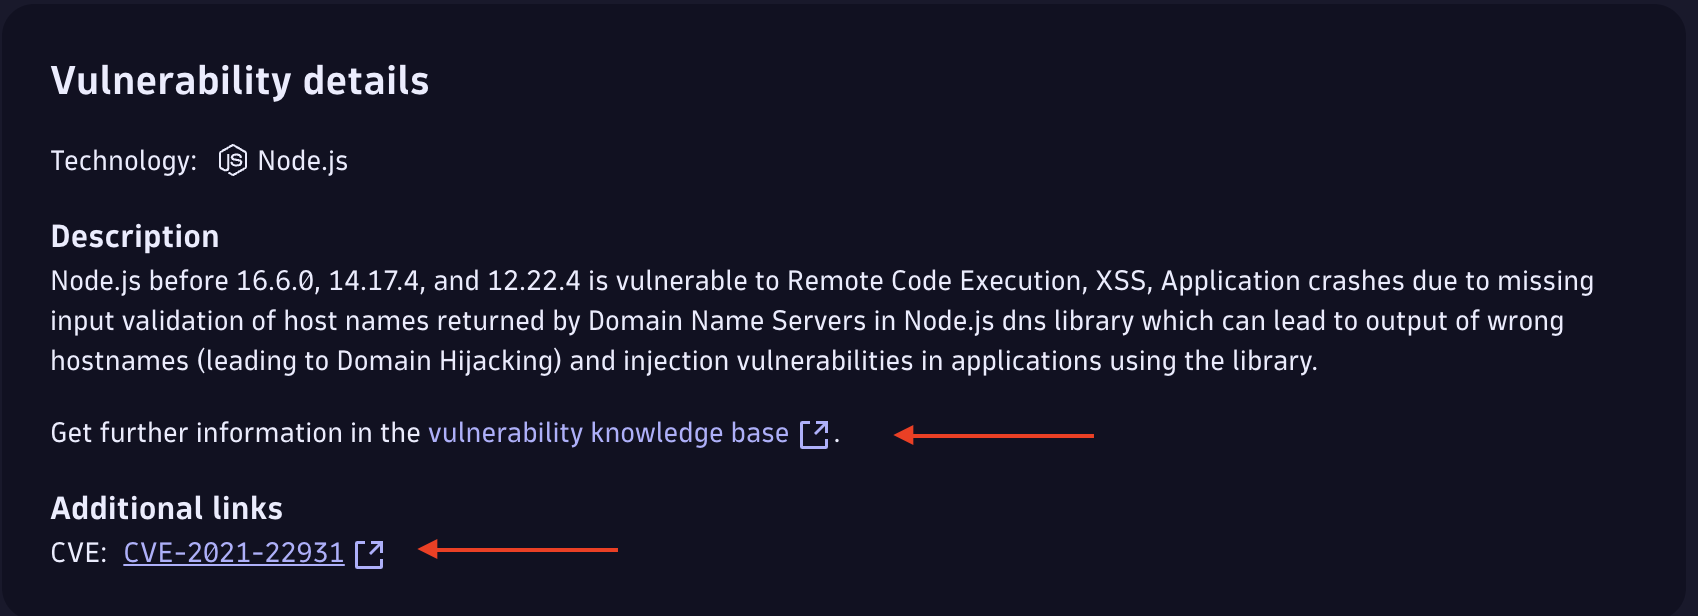 Vulnerability details
Technology: JS Node.js
Description
Node.js before 16.6.0, 14.17.4, and 12.22.4 is vulnerable to Remote Code Execution, XSS, Application crashes due to missing
input validation of host names returned by Domain Name Servers in Node.js dns library which can lead to output of wrong
hostnames (leading to Domain Hijacking) and injection vulnerabilities in applications using the library.
Get further information in the vulnerability knowledge base .
Additional links
CVE: CVE-2021-22931